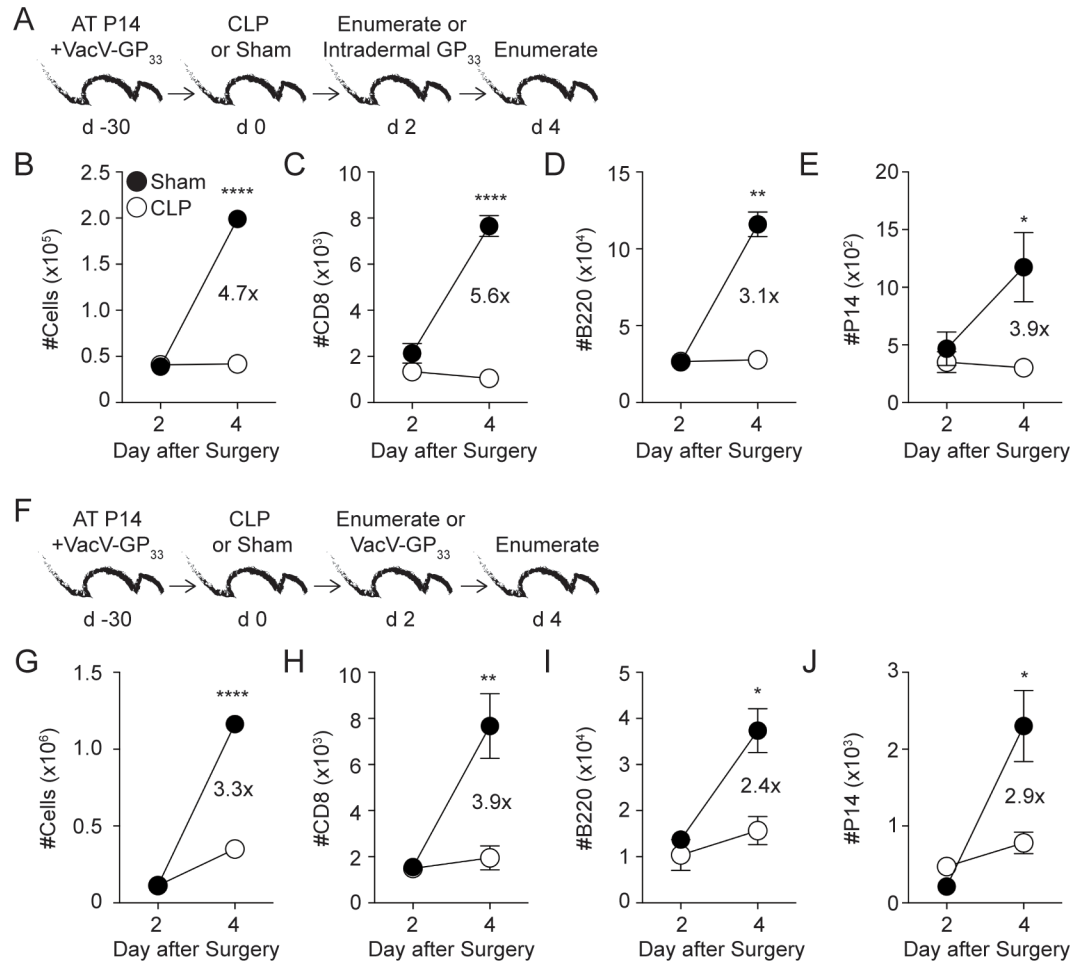 A
AT P14
+VacV-GP33
CLP
or Sham
Enumerate or
Intradermal GP33
Enumerate
d -30
d 0
d 2
d 4
B
#Cells (x10⁵)
2.5
2.0
1.5
1.0
0.5
0
Sham
CLP
****
4.7x
2
4
Day after Surgery
C
#CD8 (x10³)
10
8
6
4
2
0
****
5.6x
2
4
Day after Surgery
D
#B220 (x10⁴)
15
10
5
0
**
3.1x
2
4
Day after Surgery
E
#P14 (x10²)
20
15
10
5
0
*
3.9x
2
4
Day after Surgery
F
AT P14
+VacV-GP33
CLP
or Sham
Enumerate or
VacV-GP33
Enumerate
d -30
d 0
d 2
d 4
G
#Cells (x10⁶)
1.5
1.0
0.5
0
****
3.3x
2
4
Day after Surgery
H
#CD8 (x10³)
10
8
6
4
2
0
**
3.9x
2
4
Day after Surgery
I
#B220 (x10⁴)
5
4
3
2
1
0
*
2.4x
2
4
Day after Surgery
J
#P14 (x10³)
3
2
1
0
*
2.9x
2
4
Day after Surgery